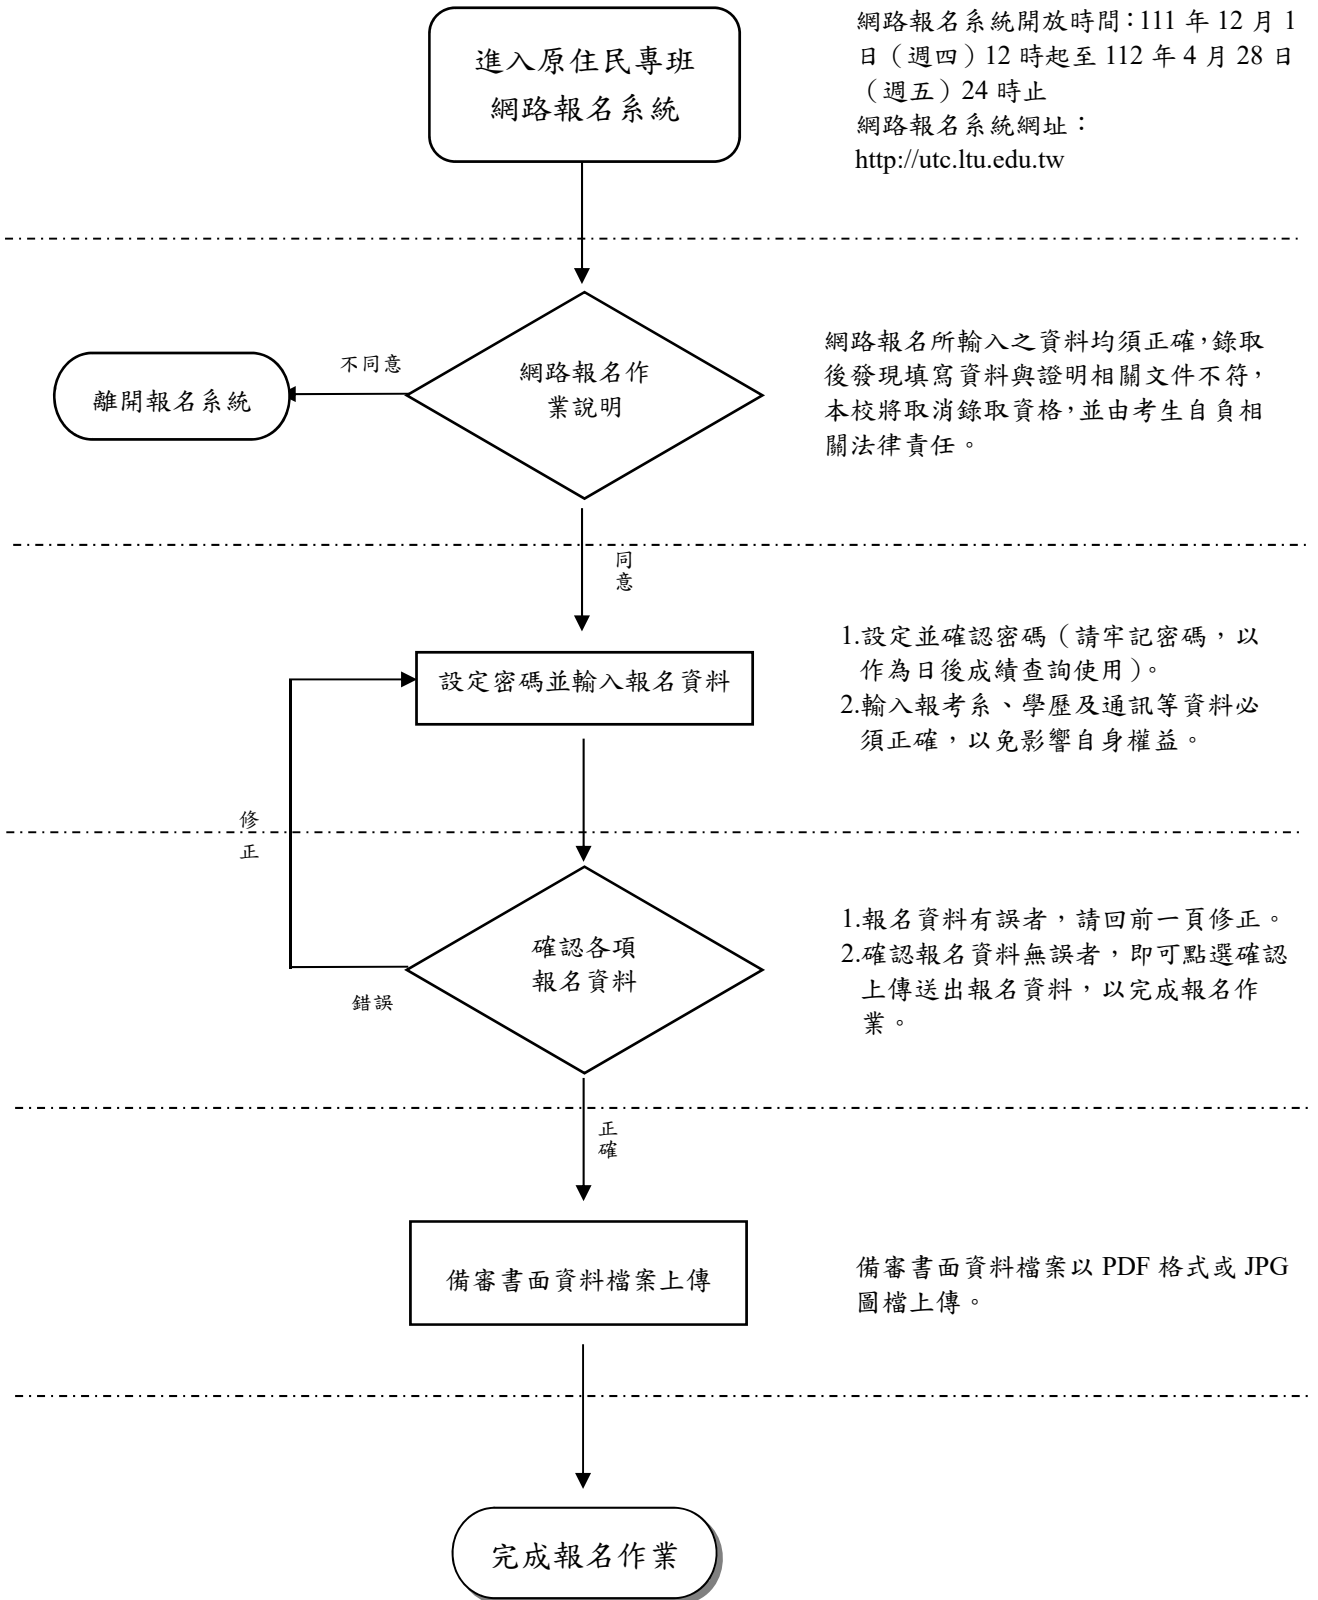 進入原住民專班
網路報名系統
網路報名系統開放時間：111 年 12 月 1
日（週四）12 時起至 112 年 4 月 28 日
（週五）24 時止
網路報名系統網址：
http://utc.ltu.edu.tw
不同意
離開報名系統
網路報名作
業說明
網路報名所輸入之資料均須正確，錄取
後發現填寫資料與證明相關文件不符，
本校將取消錄取資格，並由考生自負相
關法律責任。
同
意
設定密碼並輸入報名資料
1.設定並確認密碼（請牢記密碼，以
作為日後成績查詢使用）。
2.輸入報考系、學歷及通訊等資料必
須正確，以免影響自身權益。
修
正
確認各項
報名資料
錯誤
1.報名資料有誤者，請回前一頁修正。
2.確認報名資料無誤者，即可點選確認
上傳送出報名資料，以完成報名作
業。
正
確
備審書面資料檔案上傳
備審書面資料檔案以 PDF 格式或 JPG
圖檔上傳。
完成報名作業